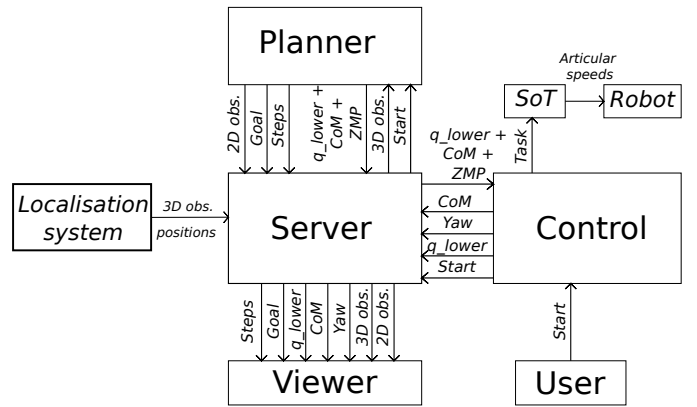 Planner
2D obs.
Goal
Steps
q_lower +
CoM +
ZMP
3D obs.
Start
Articular
speeds
SoT
Robot
q_lower +
CoM +
ZMP
Task
Localisation
system
3D obs.
positions
Server
CoM
Yaw
q_lower
Start
Control
Steps
Goal
q_lower
CoM
Yaw
3D obs.
2D obs.
Start
Viewer
User